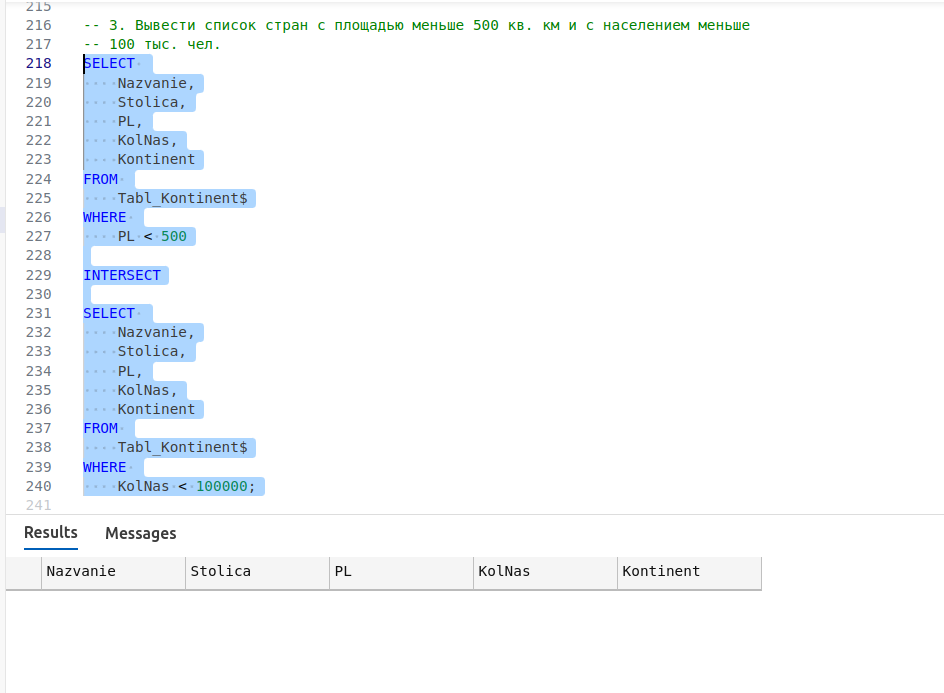 215
216 -- 3. Вывести список стран с площадью меньше 500 кв. км и с населением меньше
217 -- 100 тыс. чел.
218 SELECT
219     Nazvanie,
220     Stolica,
221     PL,
222     KolNas,
223     Kontinent
224 FROM
225     Tabl_Kontinent$
226 WHERE
227     PL < 500
228
229 INTERSECT
230
231 SELECT
232     Nazvanie,
233     Stolica,
234     PL,
235     KolNas,
236     Kontinent
237 FROM
238     Tabl_Kontinent$
239 WHERE
240     KolNas < 100000;
241
Results Messages
Nazvanie Stolica PL KolNas Kontinent